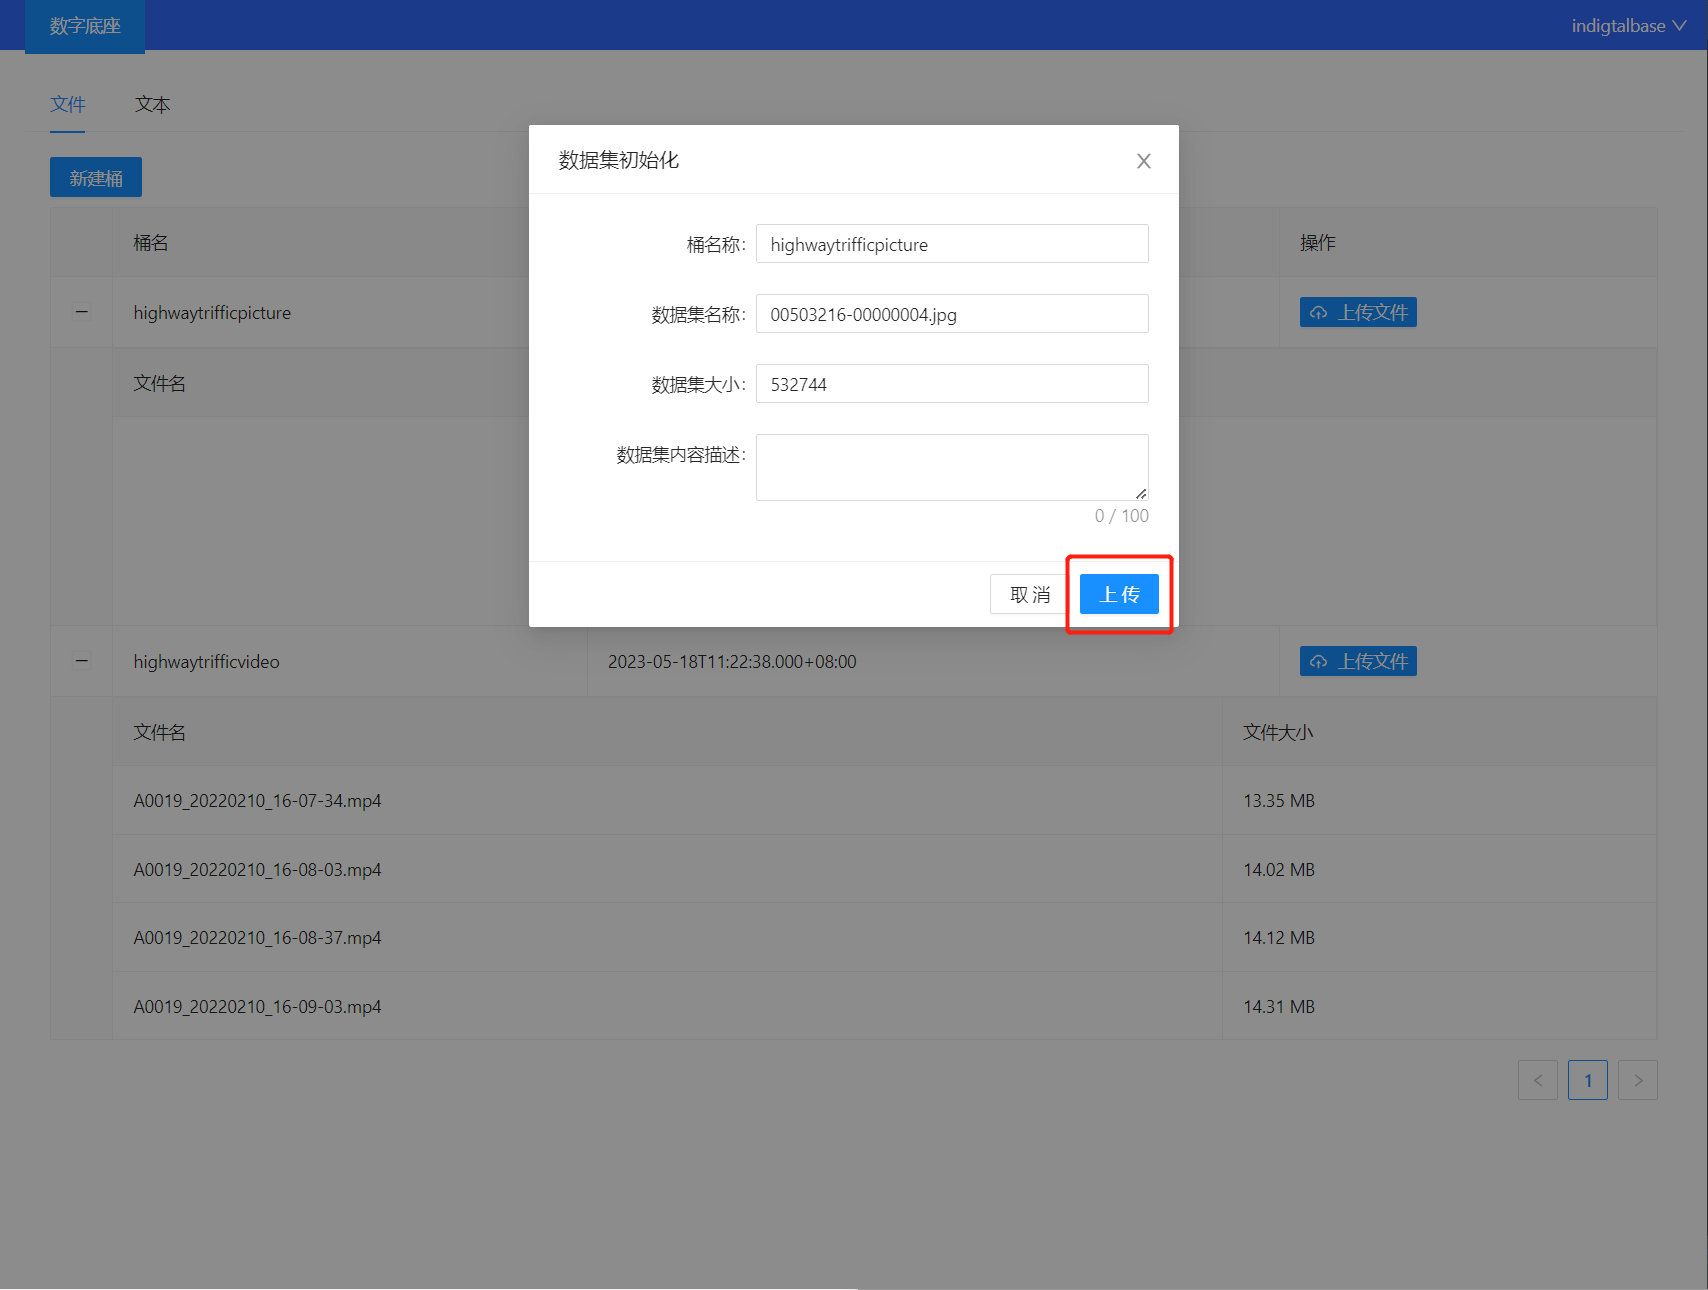 数字底座
indigtalbase
文件 文本
新建桶
桶名 操作
highwaytrifficpicture 上传文件
文件名
数据集初始化
桶名称: highwaytrifficpicture
数据集名称: 00503216-00000004.jpg
数据集大小: 532744
数据集内容描述:
0 / 100
取 消 上 传
highwaytrifficvideo 2023-05-18T11:22:38.000+08:00 上传文件
文件名 文件大小
A0019_20220210_16-07-34.mp4 13.35 MB
A0019_20220210_16-08-03.mp4 14.02 MB
A0019_20220210_16-08-37.mp4 14.12 MB
A0019_20220210_16-09-03.mp4 14.31 MB
< 1 >